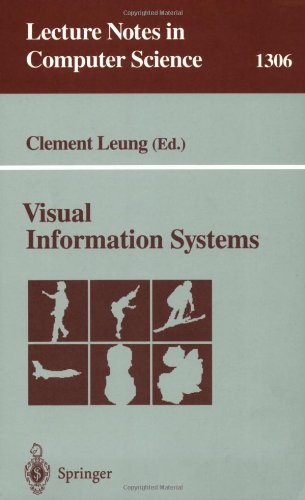 Lecture Notes in
Computer Science 1306
Clement Leung (Ed.)
Visual
Information Systems
Springer